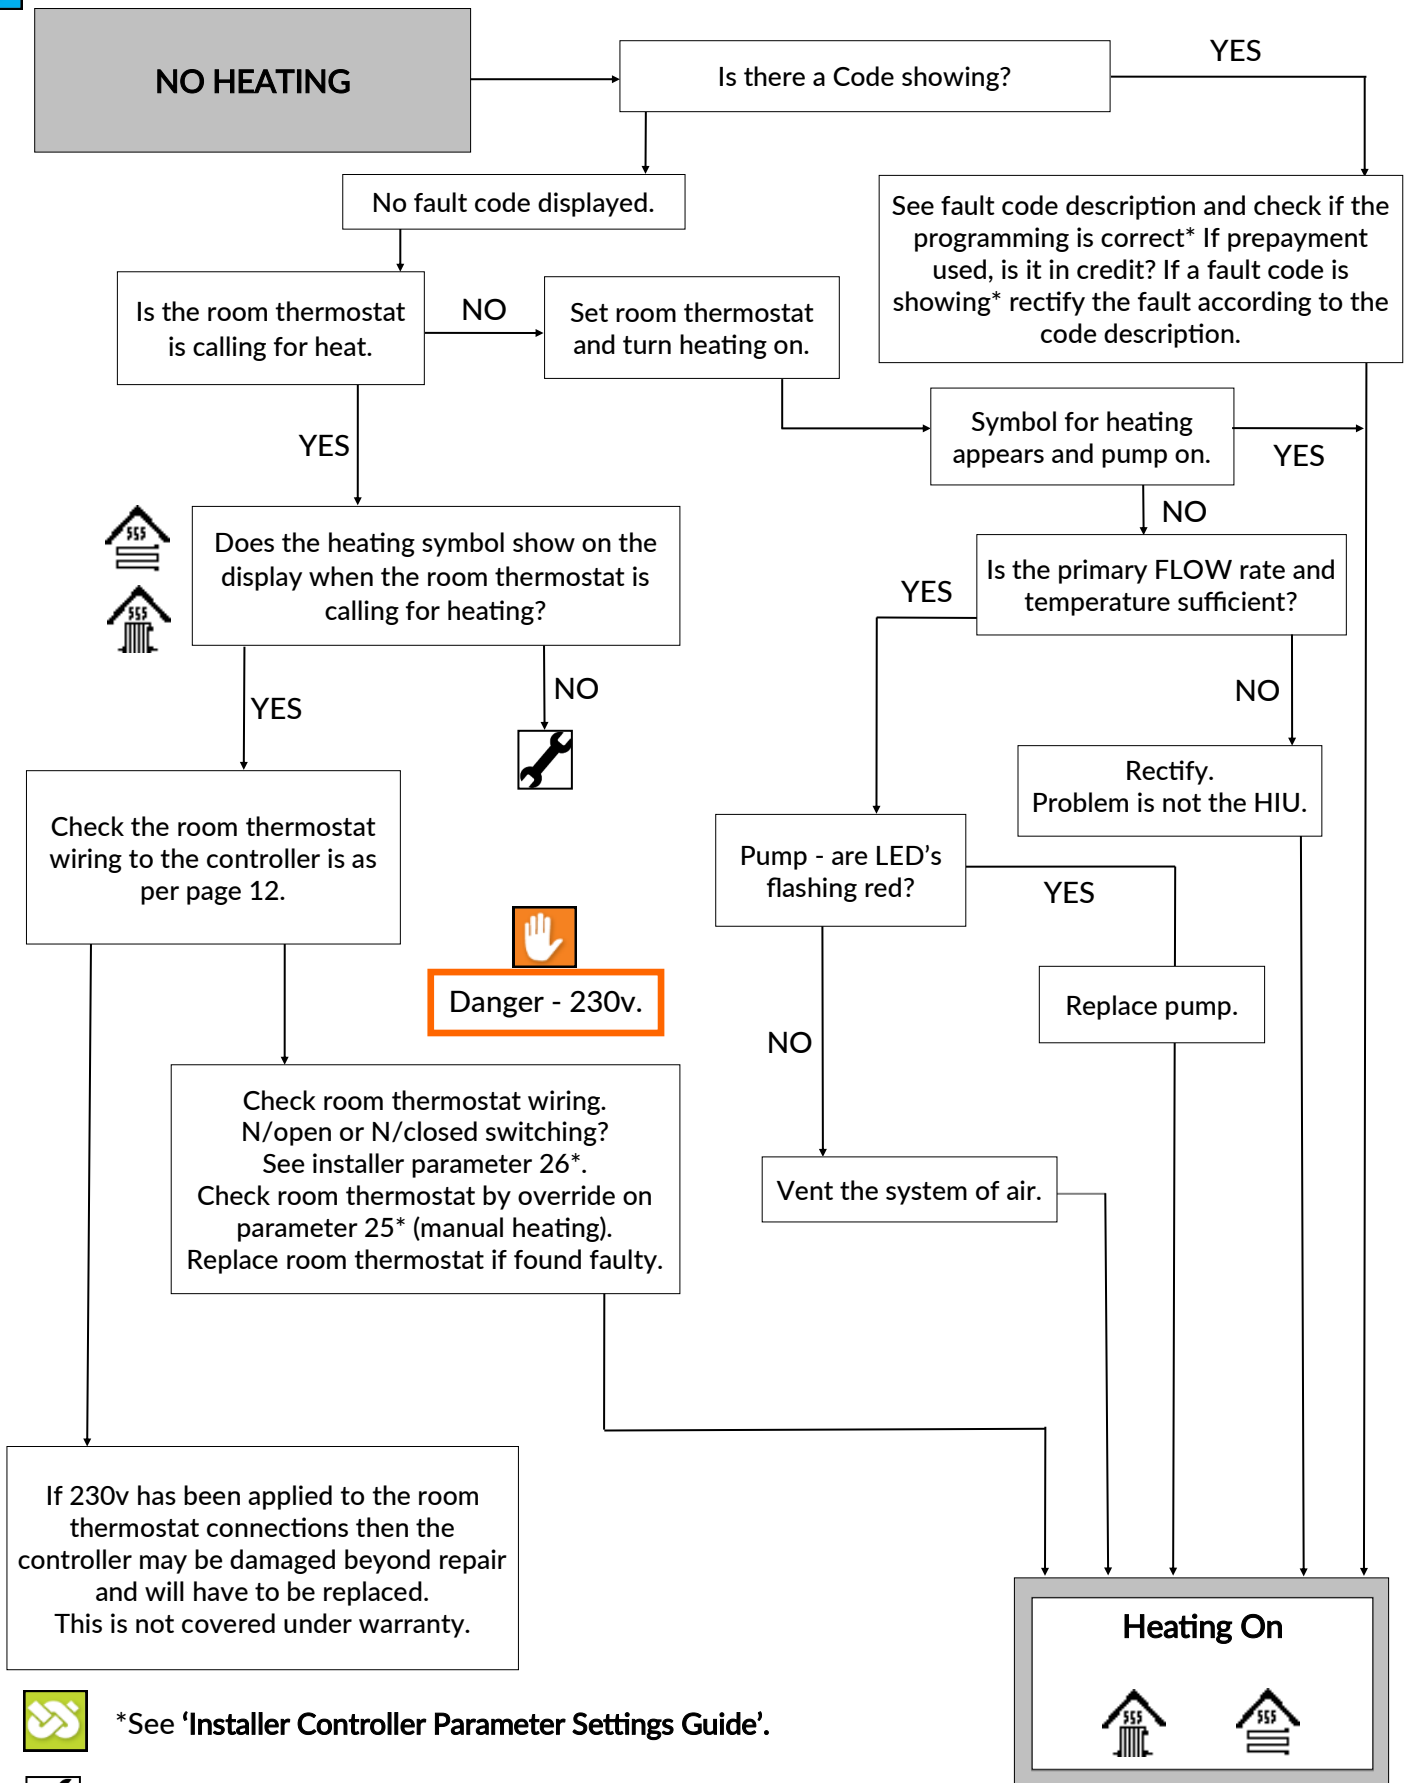 NO HEATING
Is there a Code showing?
YES
No fault code displayed.
See fault code description and check if the
programming is correct* If prepayment
used, is it in credit? If a fault code is
showing* rectify the fault according to the
code description.
Is the room thermostat
is calling for heat.
NO
Set room thermostat
and turn heating on.
Symbol for heating
appears and pump on.
YES
YES
NO
Does the heating symbol show on the
display when the room thermostat is
calling for heating?
Is the primary FLOW rate and
temperature sufficient?
YES
NO
YES
NO
Rectify.
Problem is not the HIU.
Check the room thermostat
wiring to the controller is as
per page 12.
Pump - are LED’s
flashing red?
YES
Danger - 230v.
Replace pump.
NO
Check room thermostat wiring.
N/open or N/closed switching?
See installer parameter 26*.
Check room thermostat by override on
parameter 25* (manual heating).
Replace room thermostat if found faulty.
Vent the system of air.
If 230v has been applied to the room
thermostat connections then the
controller may be damaged beyond repair
and will have to be replaced.
This is not covered under warranty.
Heating On
*See ‘Installer Controller Parameter Settings Guide’.